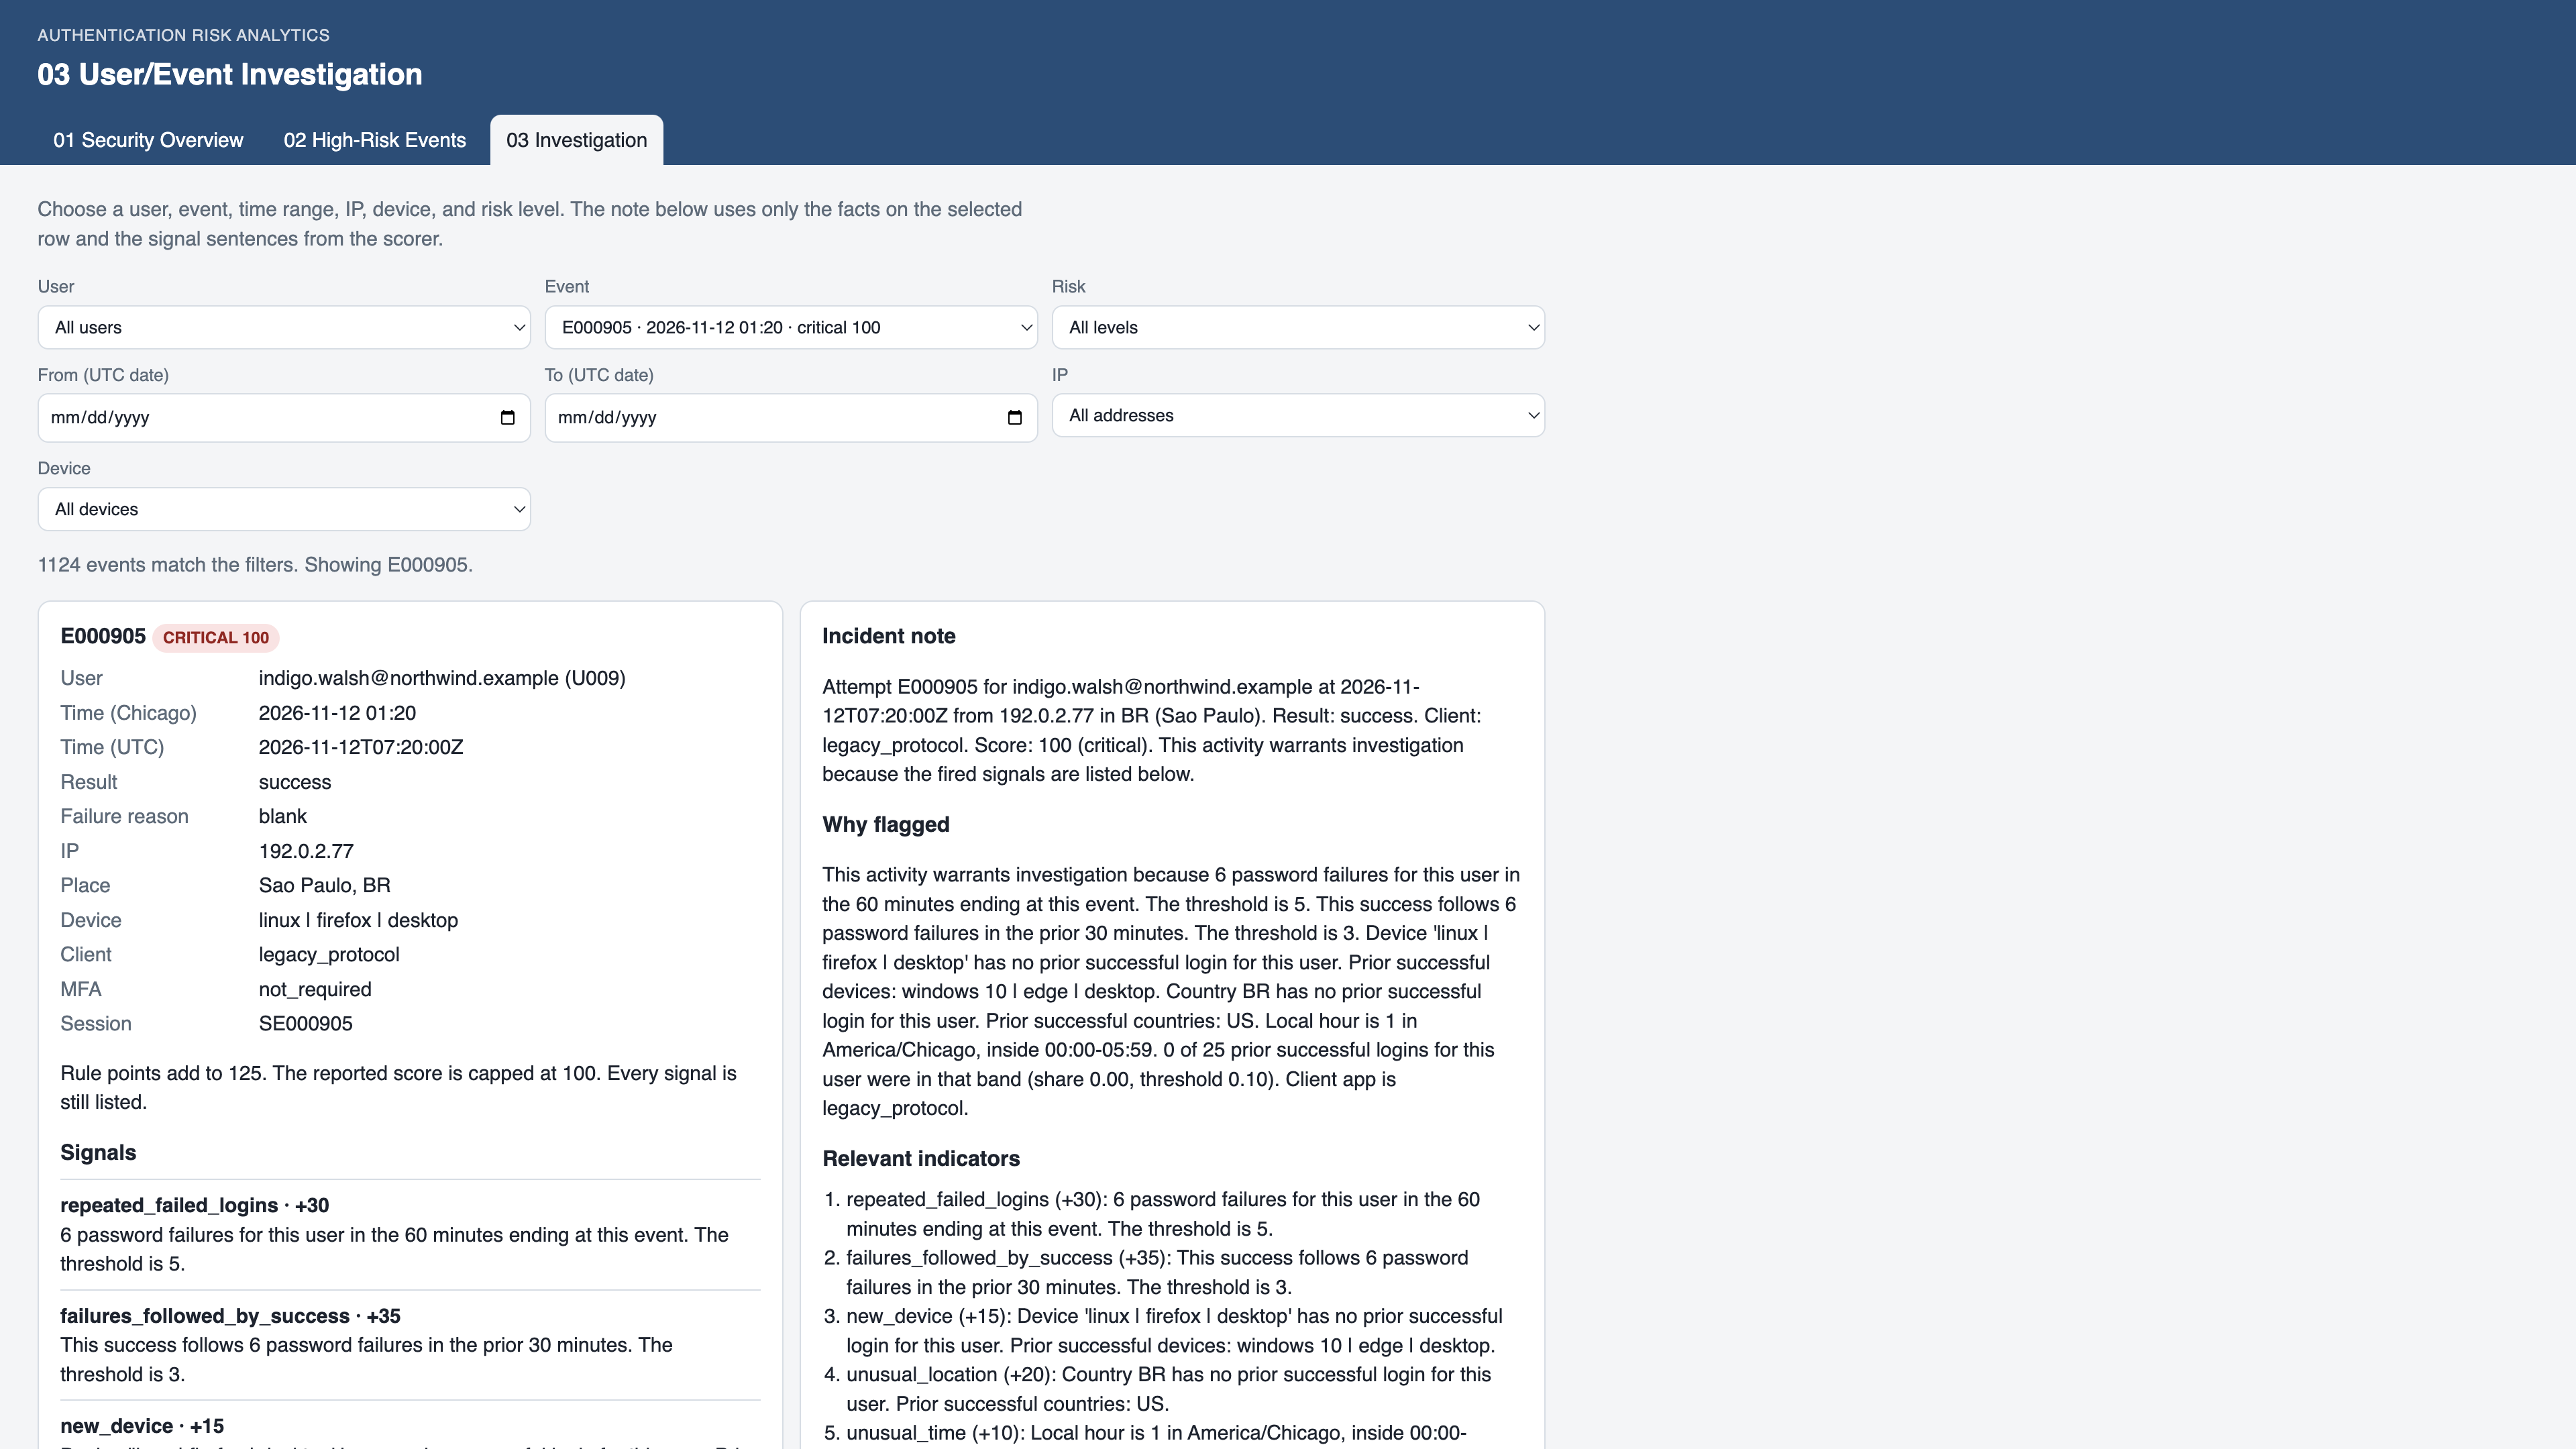 AUTHENTICATION RISK ANALYTICS
03 User/Event Investigation
01 Security Overview
02 High-Risk Events
03 Investigation
Choose a user, event, time range, IP, device, and risk level. The note below uses only the facts on the selected
row and the signal sentences from the scorer.
User
Event
Risk
All users
E000905 · 2026-11-12 01:20 · critical 100
All levels
From (UTC date)
To (UTC date)
IP
mm/dd/yyyy
mm/dd/yyyy
All addresses
Device
All devices
1124 events match the filters. Showing E000905.
E000905 CRITICAL 100
User indigo.walsh@northwind.example (U009)
Time (Chicago) 2026-11-12 01:20
Time (UTC) 2026-11-12T07:20:00Z
Result success
Failure reason blank
IP 192.0.2.77
Place Sao Paulo, BR
Device linux | firefox | desktop
Client legacy_protocol
MFA not_required
Session SE000905
Rule points add to 125. The reported score is capped at 100. Every signal is
still listed.
Signals
repeated_failed_logins · +30
6 password failures for this user in the 60 minutes ending at this event. The
threshold is 5.
failures_followed_by_success · +35
This success follows 6 password failures in the prior 30 minutes. The
threshold is 3.
new_device · +15
Incident note
Attempt E000905 for indigo.walsh@northwind.example at 2026-11-
12T07:20:00Z from 192.0.2.77 in BR (Sao Paulo). Result: success. Client:
legacy_protocol. Score: 100 (critical). This activity warrants investigation
because the fired signals are listed below.
Why flagged
This activity warrants investigation because 6 password failures for this user in
the 60 minutes ending at this event. The threshold is 5. This success follows 6
password failures in the prior 30 minutes. The threshold is 3. Device 'linux |
firefox | desktop' has no prior successful login for this user. Prior successful
devices: windows 10 | edge | desktop. Country BR has no prior successful
login for this user. Prior successful countries: US. Local hour is 1 in
America/Chicago, inside 00:00-05:59. 0 of 25 prior successful logins for this
user were in that band (share 0.00, threshold 0.10). Client app is
legacy_protocol.
Relevant indicators
1. repeated_failed_logins (+30): 6 password failures for this user in the 60
minutes ending at this event. The threshold is 5.
2. failures_followed_by_success (+35): This success follows 6 password
failures in the prior 30 minutes. The threshold is 3.
3. new_device (+15): Device 'linux | firefox | desktop' has no prior successful
login for this user. Prior successful devices: windows 10 | edge | desktop.
4. unusual_location (+20): Country BR has no prior successful login for this
user. Prior successful countries: US.
5. unusual_time (+10): Local hour is 1 in America/Chicago, inside 00:00-